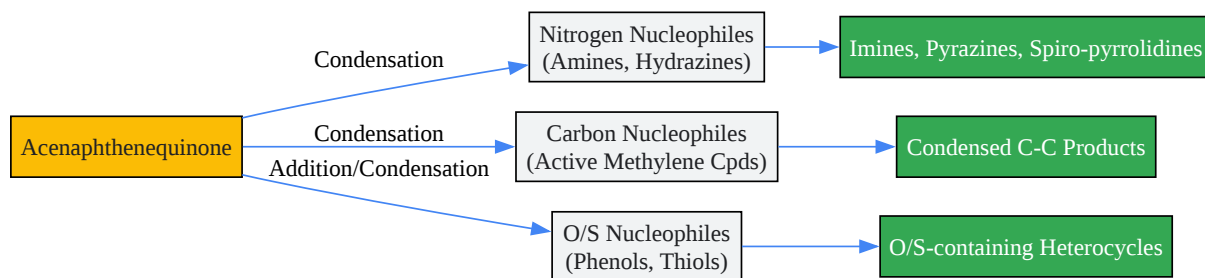 Nitrogen Nucleophiles
(Amines, Hydrazines)
Imines, Pyrazines, Spiro-pyrrolidines
Condensation
Acenaphthenequinone
Condensation
Carbon Nucleophiles
(Active Methylene Cpds)
Condensed C-C Products
Addition/Condensation
O/S Nucleophiles
(Phenols, Thiols)
O/S-containing Heterocycles